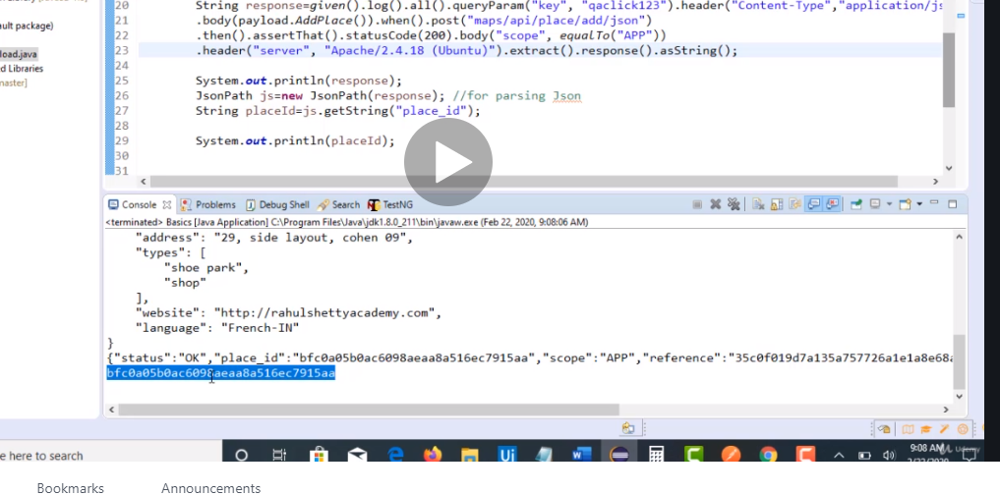 20 String response=given().log().all().queryParam("key", "qaclick123").header("Content-Type","application/js
ault package)
21 .body(payload.AddPlace()).when().post("maps/api/place/add/json")
22 .then().assertThat().statusCode(200).body("scope", equalTo("APP"))
load.java
23 .header("server", "Apache/2.4.18 (Ubuntu)").extract().response().asString();
d Libraries
24
master]
25 System.out.println(response);
26 JsonPath js=new JsonPath(response); //for parsing Json
27 String placeId=js.getString("place_id");
28
29 System.out.println(placeId);
30
31
Console Problems Debug Shell Search TestNG
<terminated> Basics [Java Application] C:\Program Files\Java\jdk1.8.0_211\bin\javaw.exe (Feb 22, 2020, 9:08:06 AM)
"address": "29, side layout, cohen 09",
"types": [
"shoe park",
"shop"
],
"website": "http://rahulshettyacademy.com",
"language": "French-IN"
}
{"status":"OK","place_id":"bfc0a05b0ac6098aeaa8a516ec7915aa","scope":"APP","reference":"35c0f019d7a135a757726a1e1a8e68a
bfc0a05b0ac6098aeaa8a516ec7915aa
e here to search
Ui
9:08 AM
Udemy
Bookmarks Announcements